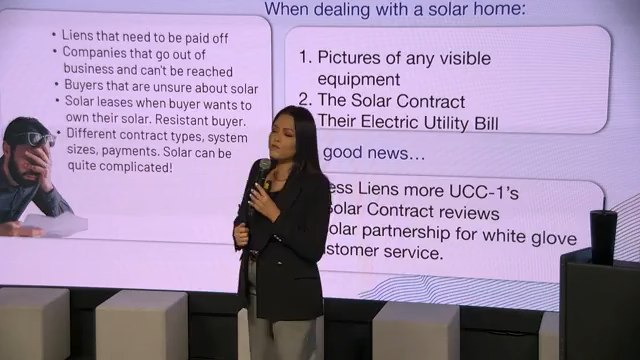 When dealing with a solar home:
• Liens that need to be paid off
• Companies that go out of
business and can't be reached
• Buyers that are unsure about solar
• Solar leases when buyer wants to
own their solar. Resistant buyer.
• Different contract types, system
sizes, payments. Solar can be
quite complicated!
1. Pictures of any visible
equipment
2. The Solar Contract
Their Electric Utility Bill
good news...
ess Liens more UCC-1's
olar Contract reviews
olar partnership for white glove
stomer service.